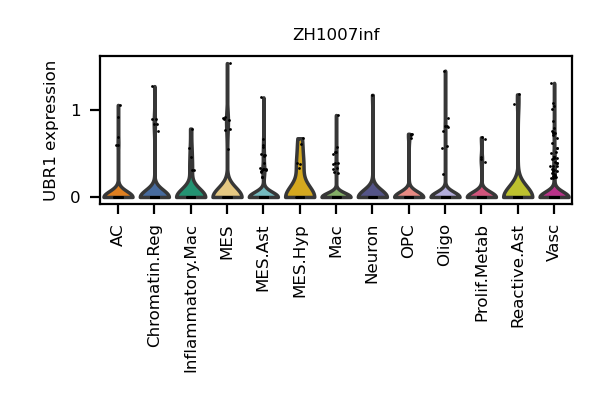 ZH1007inf
UBR1 expression
1
0
AC
Chromatin.Reg
Inflammatory.Mac
MES
MES.Ast
MES.Hyp
Mac
Neuron
OPC
Oligo
Prolif.Metab
Reactive.Ast
Vasc